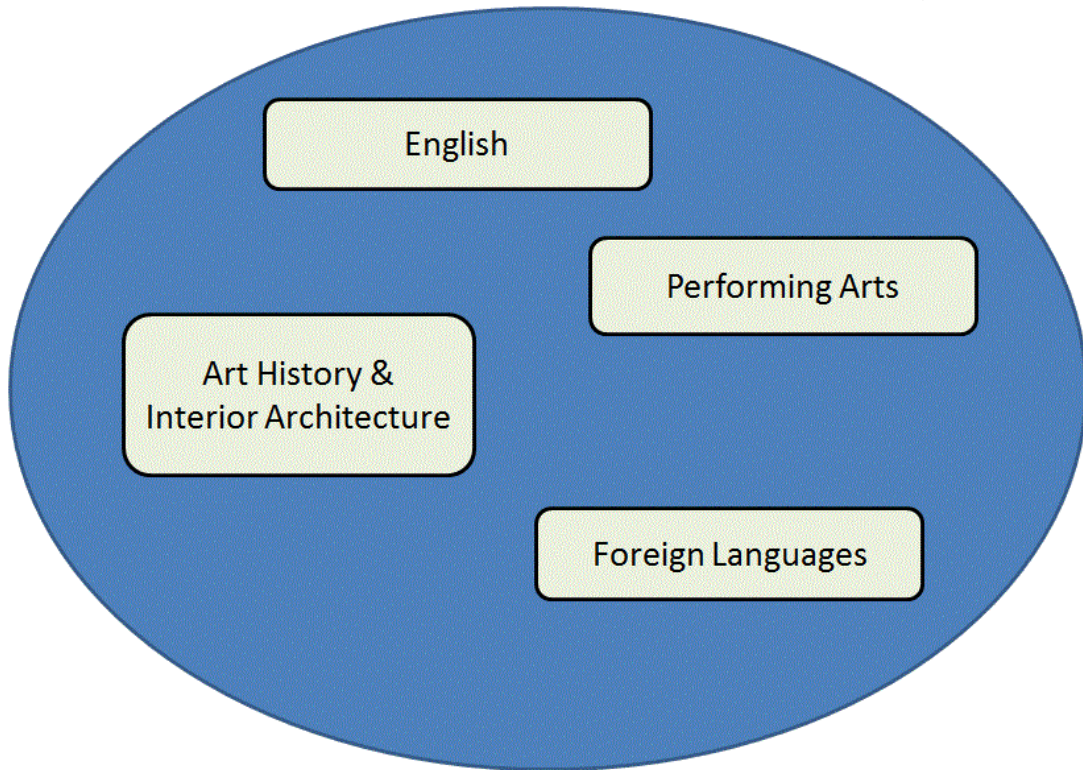 English
Performing Arts
Art History &
Interior Architecture
Foreign Languages